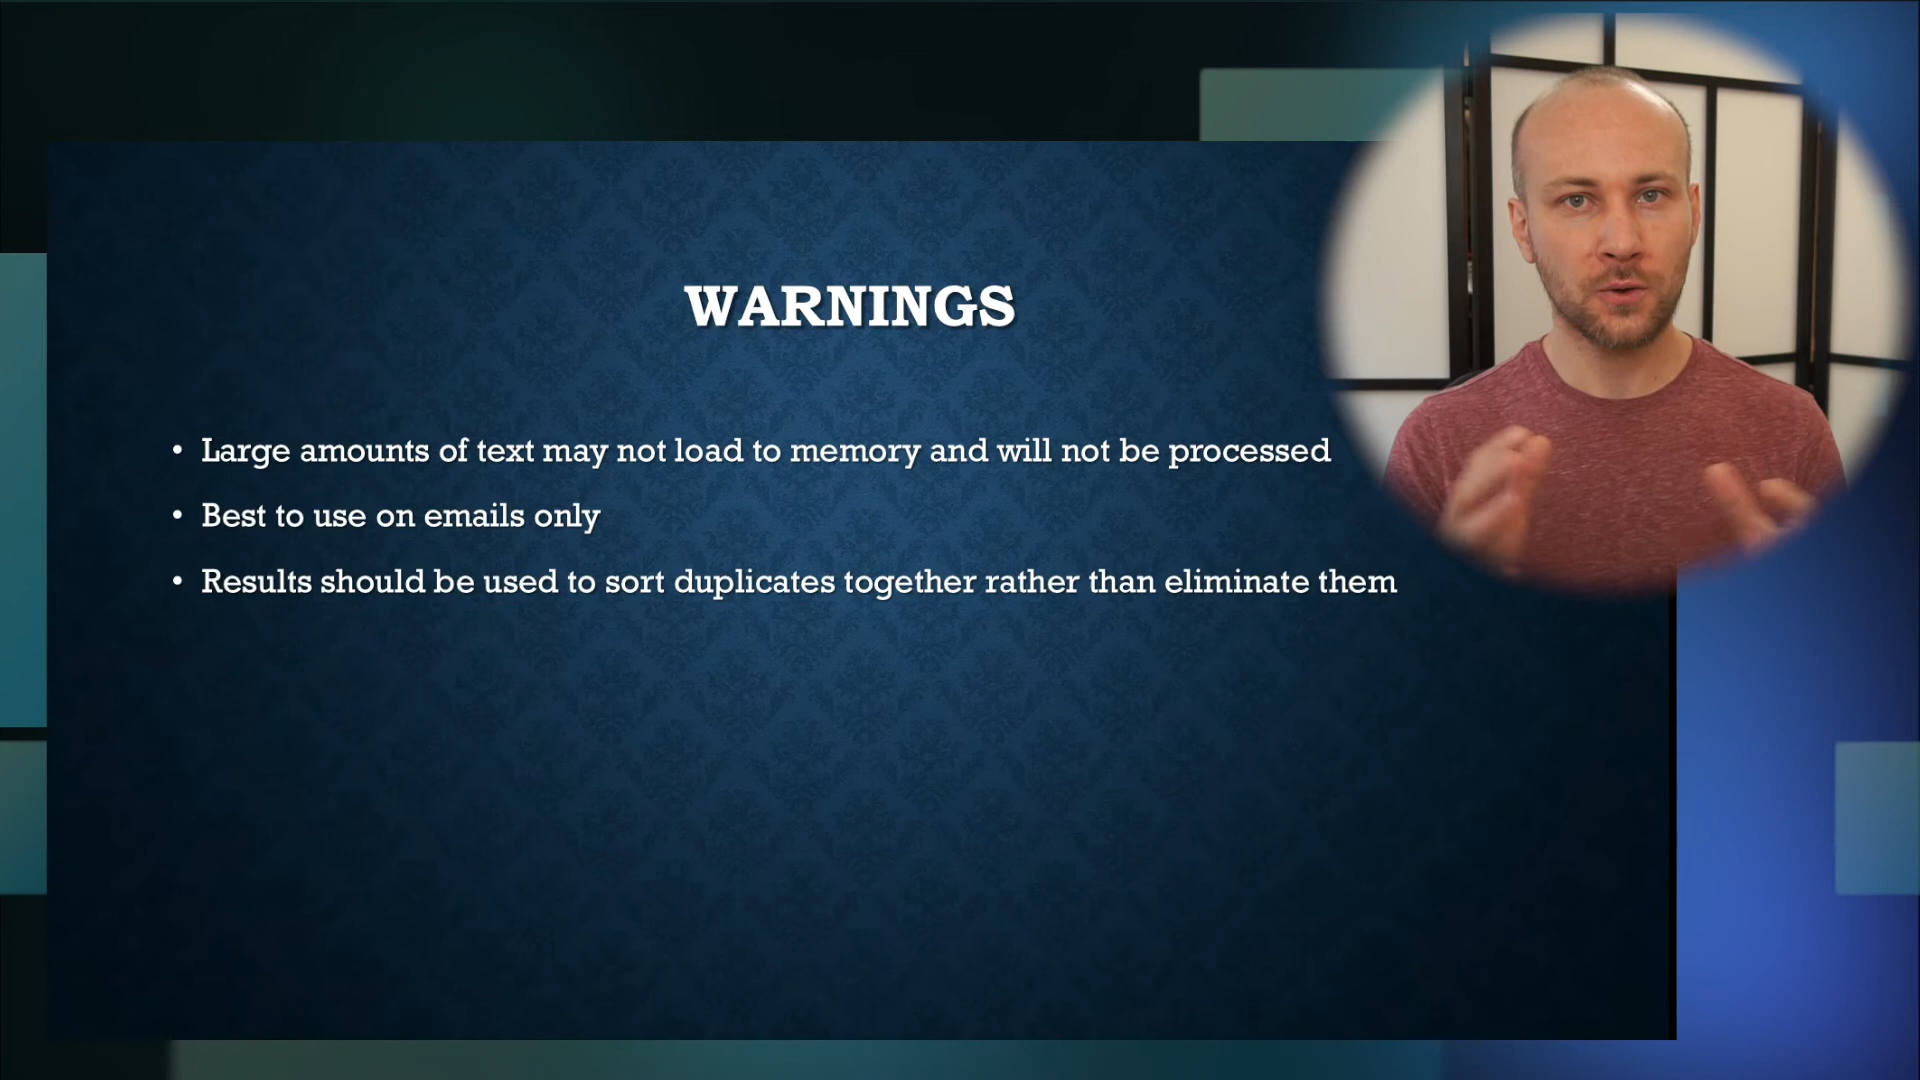 WARNINGS
• Large amounts of text may not load to memory and will not be processed
• Best to use on emails only
• Results should be used to sort duplicates together rather than eliminate them